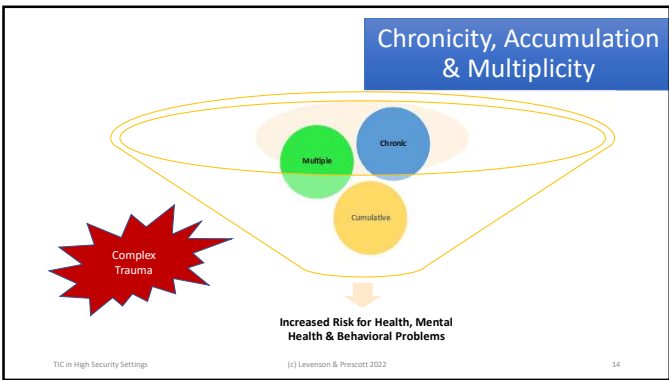 Chronicity, Accumulation
& Multiplicity
Chronic
Multiple
Cumulative
Complex
Trauma
Increased Risk for Health, Mental
Health & Behavioral Problems
TIC in High Security Settings
(c) Levenson & Prescott 2022
14